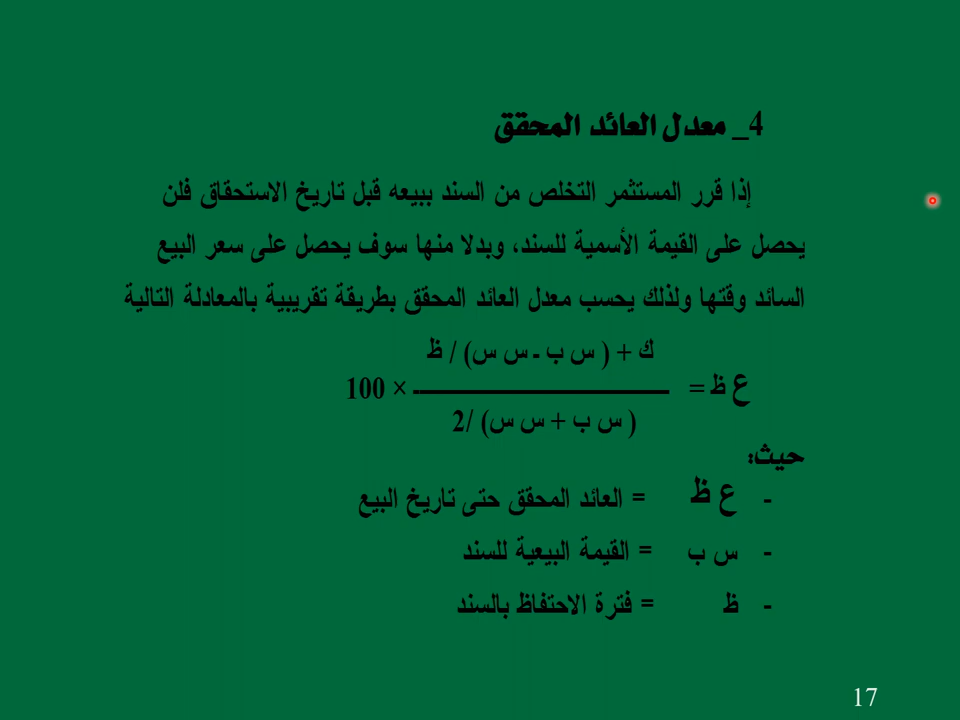 4_ معدل العائد المحقق
إذا قرر المستثمر التخلص من السند ببيعه قبل تاريخ الاستحقاق فلن
يحصل على القيمة الأسمية للسند، وبدلا منها سوف يحصل على سعر البيع
السائد وقتها ولذلك يحسب معدل العائد المحقق بطريقة تقريبية بالمعادلة التالية
ك + ( س ب ـ س س) / ظ
ع ظ = ــــــــــــــــــــــــــــــــ × 100
( س ب + س س) /2
حيث:
- ع ظ = العائد المحقق حتى تاريخ البيع
- س ب = القيمة البيعية للسند
- ظ = فترة الاحتفاظ بالسند
17